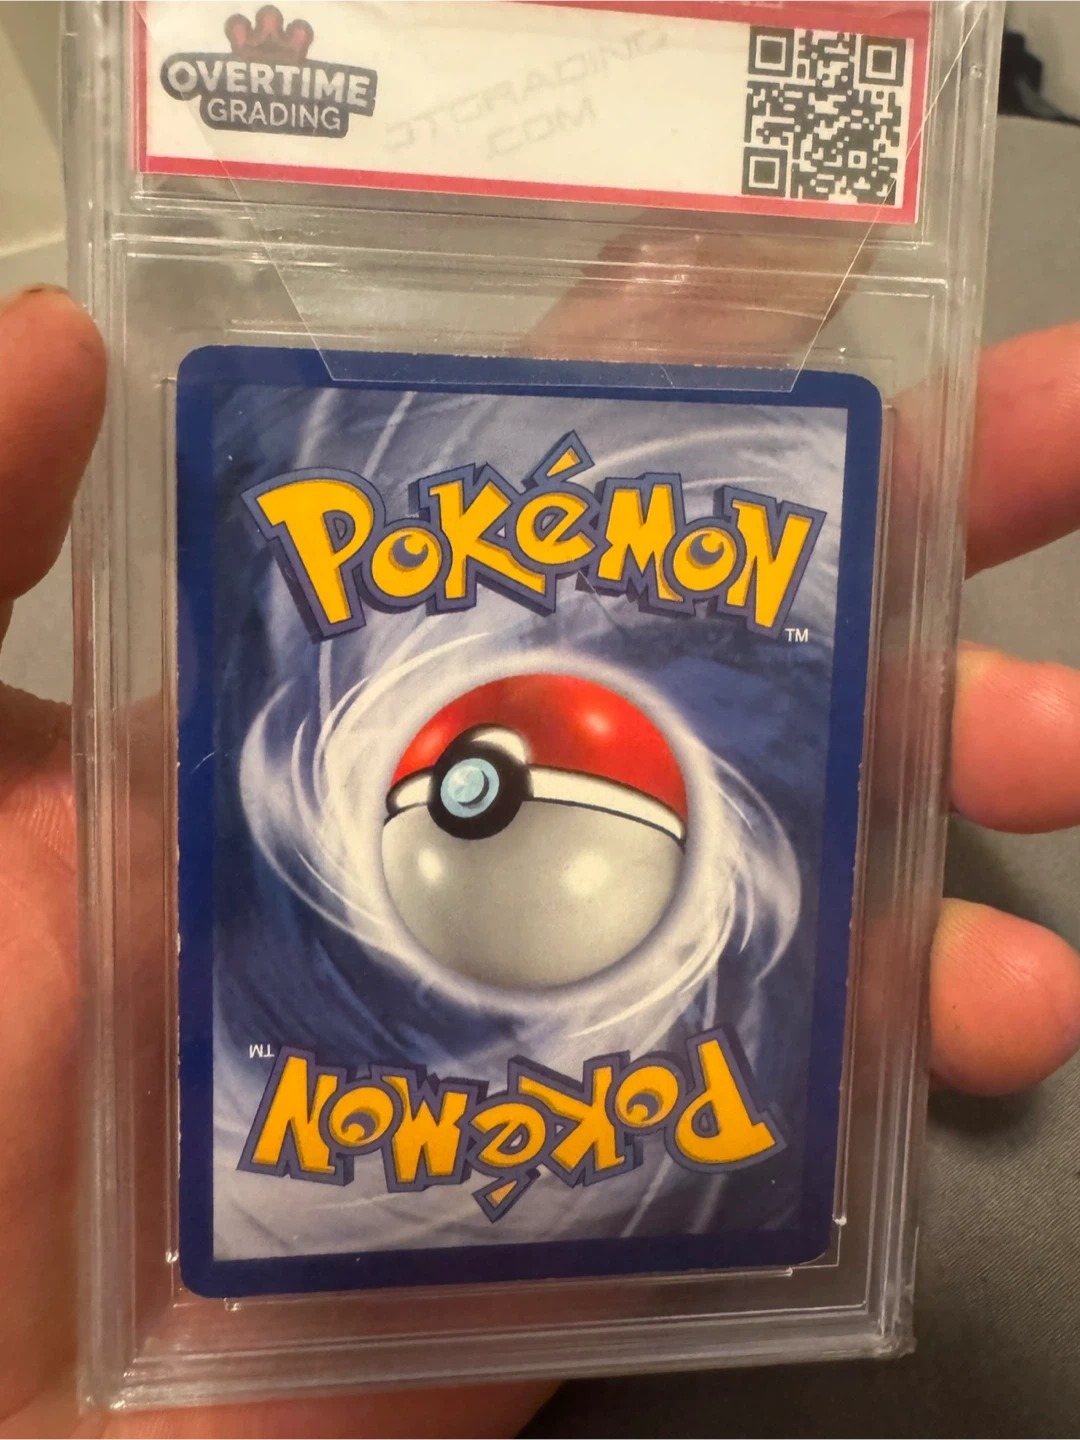 OVERTIME
GRADING
OTGRADING
.COM
POKéMON
TM
TM
POKéMON